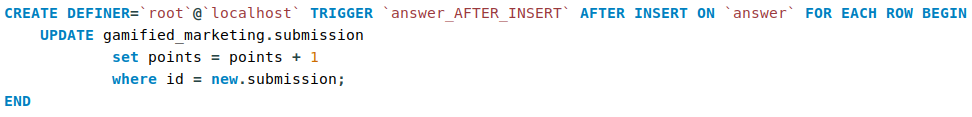 CREATE DEFINER=`root`@`localhost` TRIGGER `answer_AFTER_INSERT` AFTER INSERT ON `answer` FOR EACH ROW BEGIN
UPDATE gamified_marketing.submission
set points = points + 1
where id = new.submission;
END